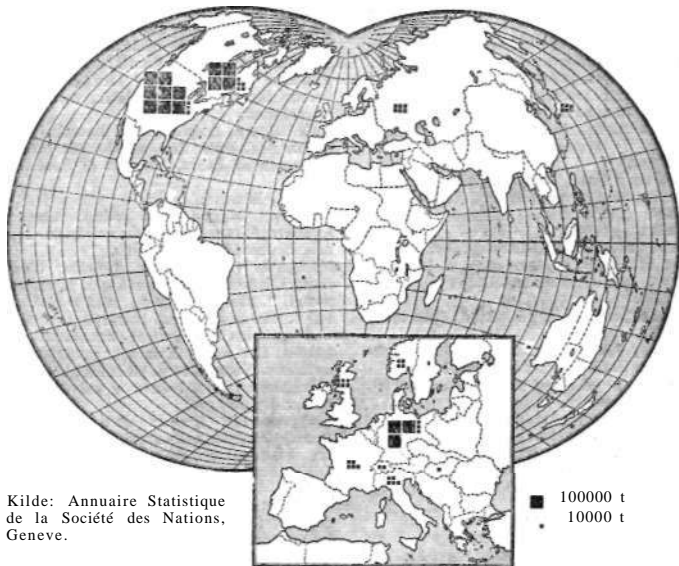 Kilde: Annuaire Statistique
de la Société des Nations,
Geneve.
100000 t
10000 t